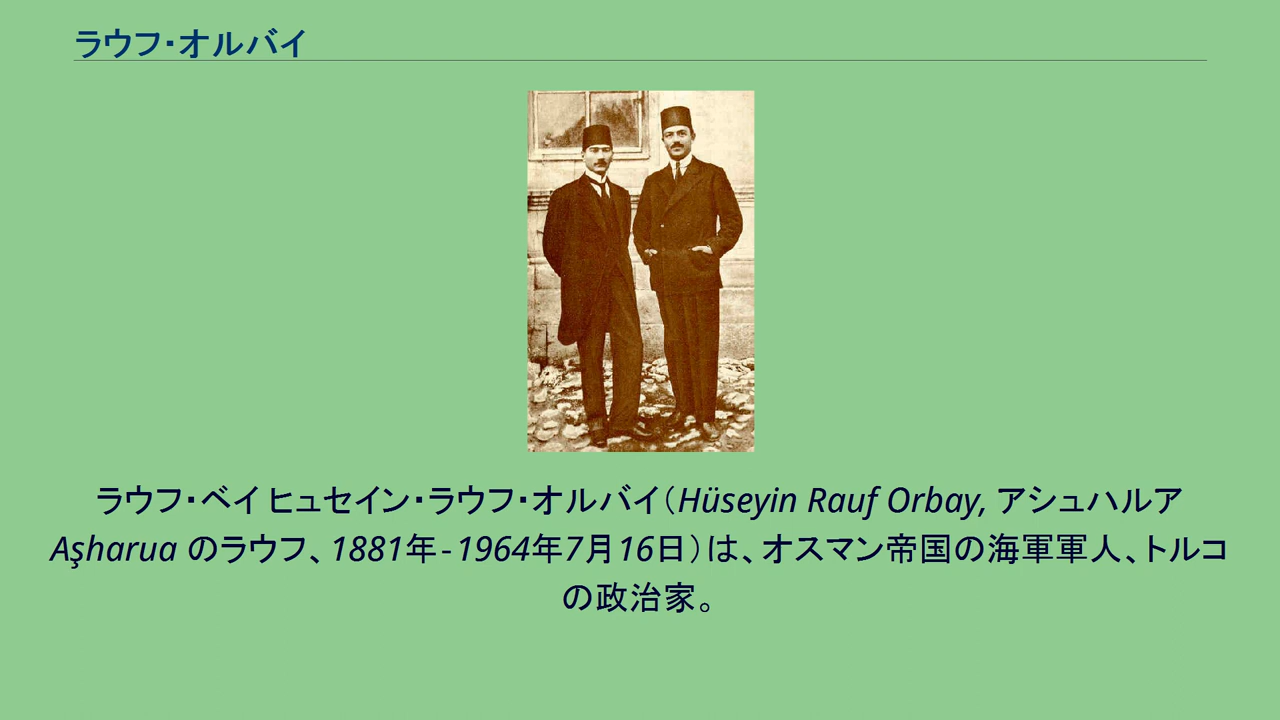 ラウフ・オルバイ
ラウフ・ベイ ヒュセイン・ラウフ・オルバイ（Hüseyin Rauf Orbay, アシュハルア
Aşharua のラウフ、1881年 - 1964年7月16日）は、オスマン帝国の海軍軍人、トルコ
の政治家。